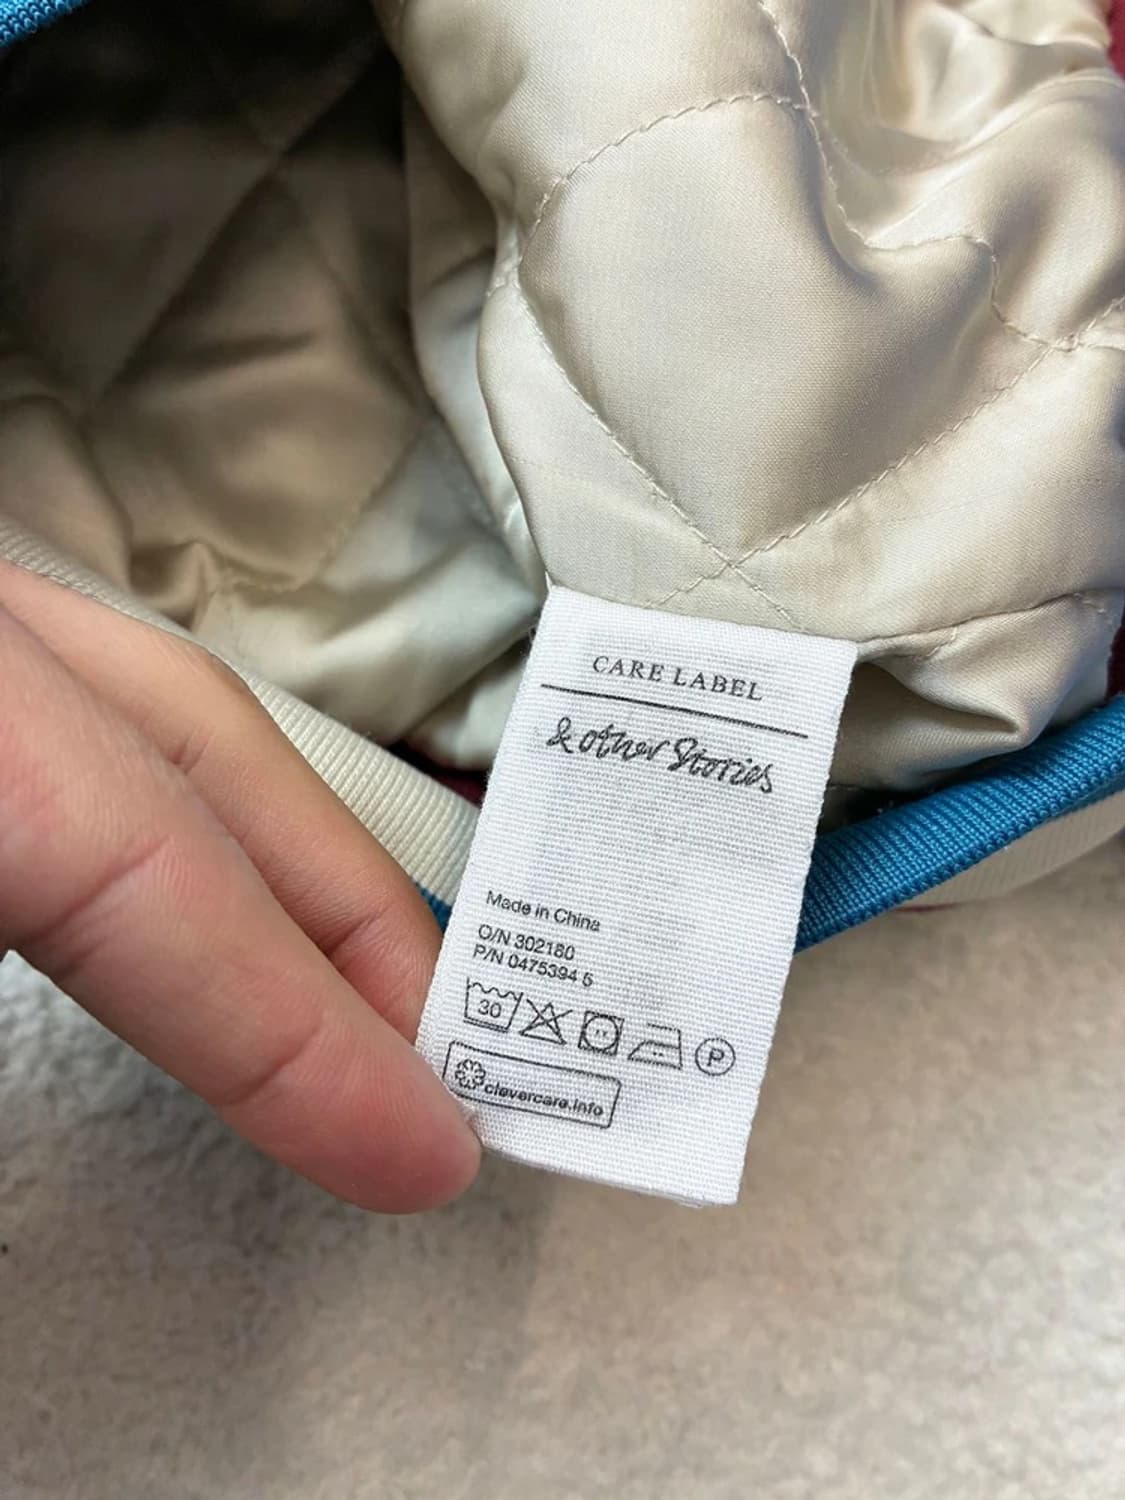 CARE LABEL
& other Stories
Made in China
O/N 302180
P/N 0475394 5
30
P
clevercare.info